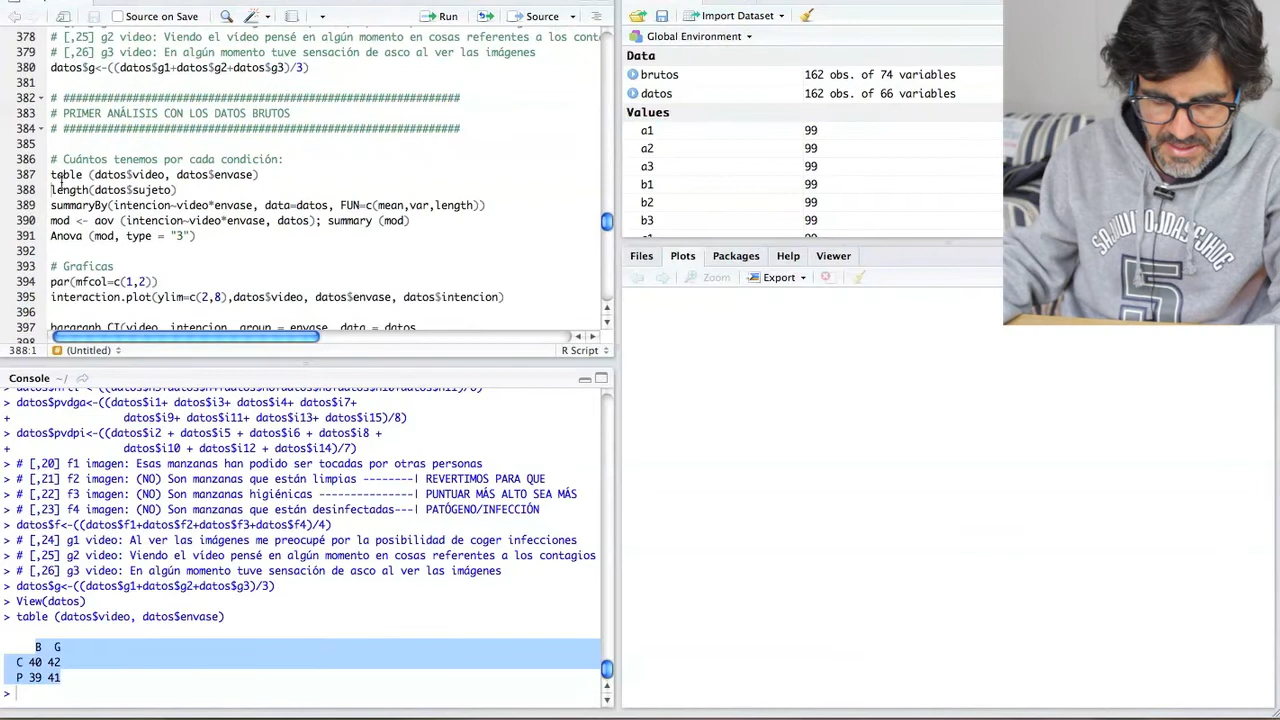 Source on Save
Run
Source
378 # [,25] g2 video: Viendo el video pensé en algún momento en cosas referentes a los conta
379 # [,26] g3 video: En algún momento tuve sensación de asco al ver las imágenes
380 datos$g<-((datos$g1+datos$g2+datos$g3)/3)
381
382 # ###############################################################
383 # PRIMER ANÁLISIS CON LOS DATOS BRUTOS
384 # ###############################################################
385
386 # Cuántos tenemos por cada condición:
387 table (datos$video, datos$envase)
388 length(datos$sujeto)
389 summaryBy(intencion~video*envase, data=datos, FUN=c(mean,var,length))
390 mod <- aov (intencion~video*envase, datos); summary (mod)
391 Anova (mod, type = "3")
392
393 # Graficas
394 par(mfcol=c(1,2))
395 interaction.plot(ylim=c(2,8),datos$video, datos$envase, datos$intencion)
396
397 bargraph.CI(video, intencion, group = envase, data = datos
388:1 (Untitled) R Script
Console ~/
> datos$pvdga<-((datos$i1+ datos$i3+ datos$i4+ datos$i7+
+ datos$i9+ datos$i11+ datos$i13+ datos$i15)/8)
> datos$pvdpi<-((datos$i2 + datos$i5 + datos$i6 + datos$i8 +
+ datos$i10 + datos$i12 + datos$i14)/7)
> # [,20] f1 imagen: Esas manzanas han podido ser tocadas por otras personas
> # [,21] f2 imagen: (NO) Son manzanas que están limpias --------| REVERTIMOS PARA QUE
> # [,22] f3 imagen: (NO) Son manzanas higiénicas ---------------| PUNTUAR MÁS ALTO SEA MÁS
> # [,23] f4 imagen: (NO) Son manzanas que están desinfectadas---| PATÓGENO/INFECCIÓN
> datos$f<-((datos$f1+datos$f2+datos$f3+datos$f4)/4)
> # [,24] g1 video: Al ver las imágenes me preocupé por la posibilidad de coger infecciones
> # [,25] g2 video: Viendo el video pensé en algún momento en cosas referentes a los contagios
> # [,26] g3 video: En algún momento tuve sensación de asco al ver las imágenes
> datos$g<-((datos$g1+datos$g2+datos$g3)/3)
> View(datos)
> table (datos$video, datos$envase)
B G
C 40 42
P 39 41
>
Import Dataset
Global Environment
Data
brutos 162 obs. of 74 variables
datos 162 obs. of 66 variables
Values
a1 99
a2 99
a3 99
b1 99
b2 99
b3 99
Files Plots Packages Help Viewer
Zoom Export
5